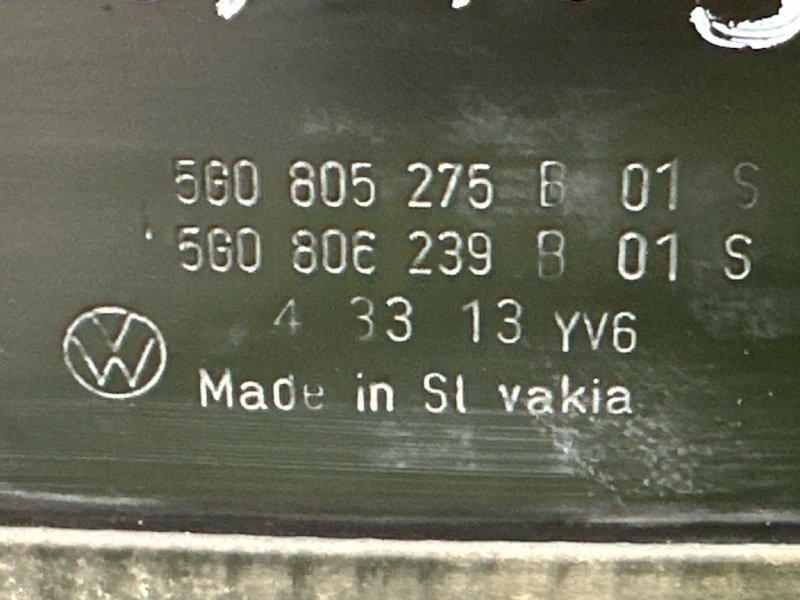 5G0 805 275 B 01 S
5G0 806 239 B 01 S
4 33 13 YV6
Made in Sl vakia